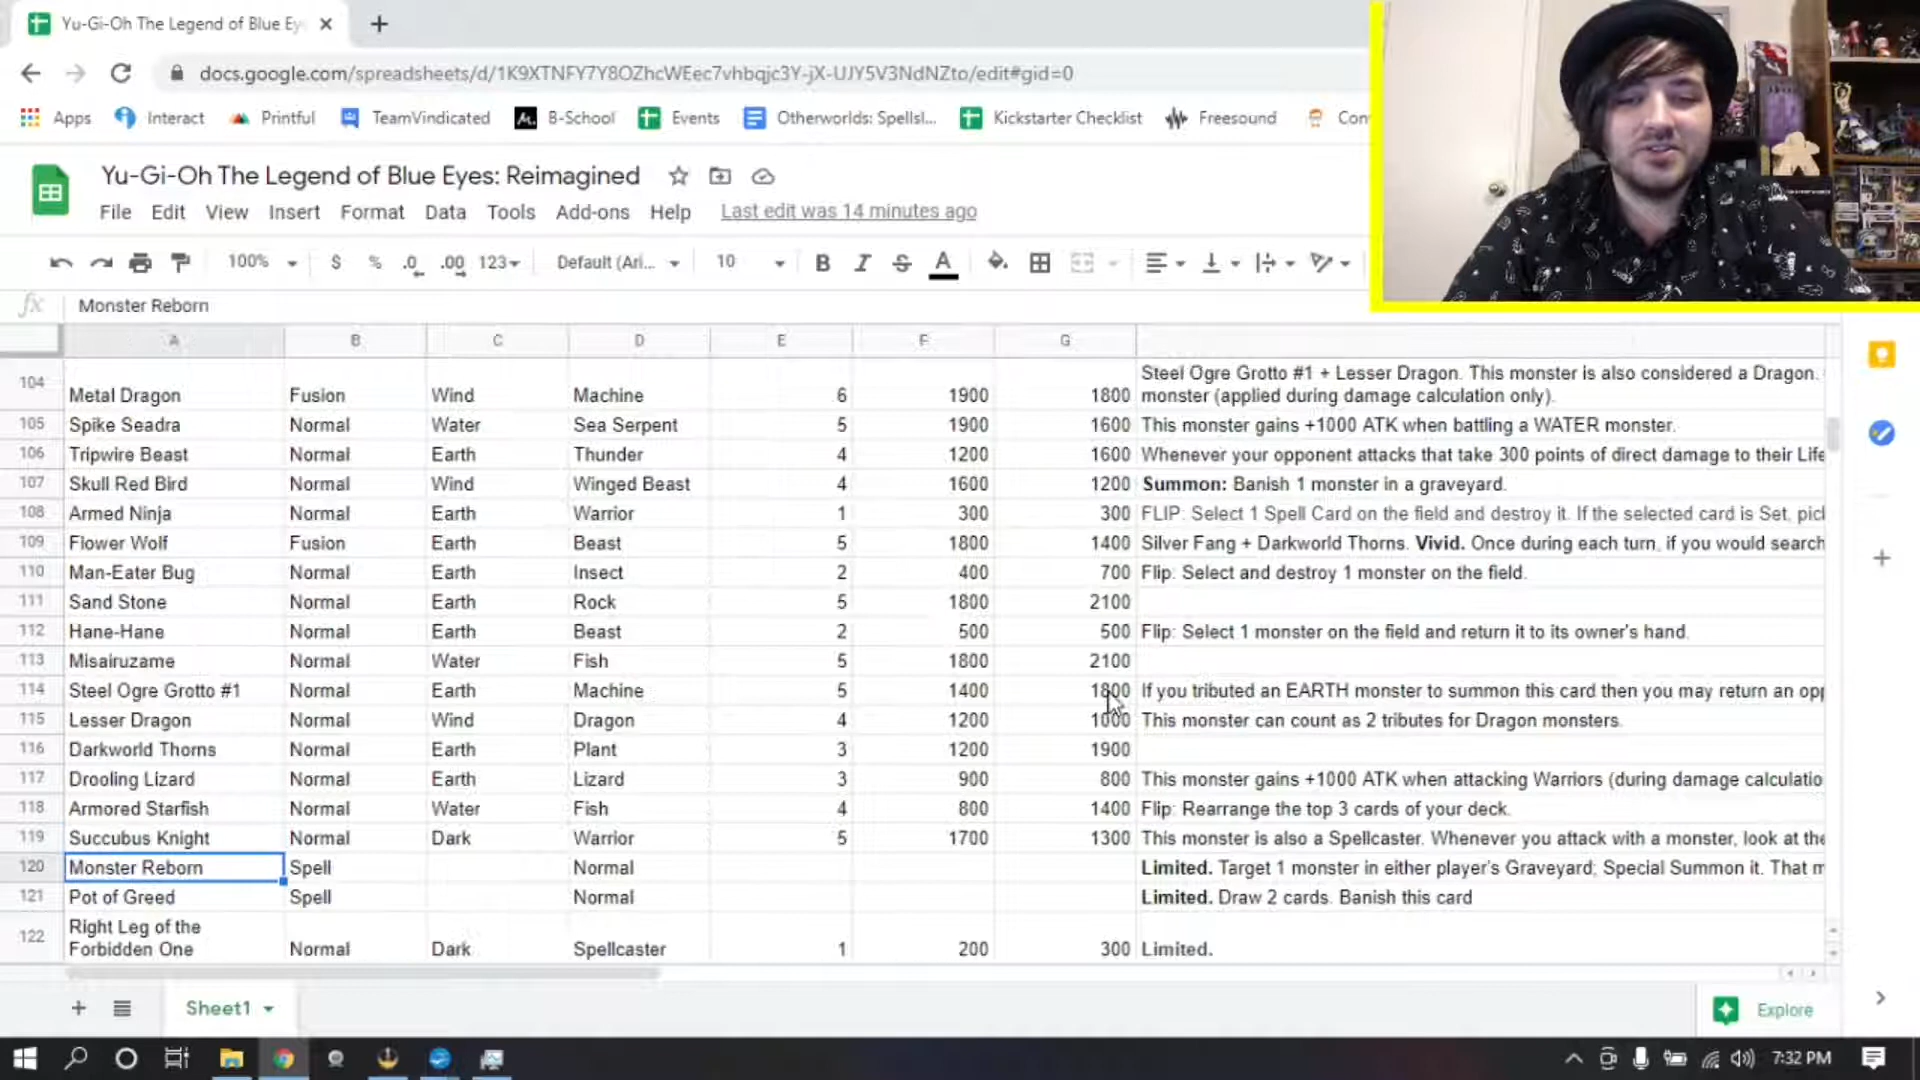 Yu-Gi-Oh The Legend of Blue Ey
docs.google.com/spreadsheets/d/1K9XTNFY7Y8OZhcWEec7vhbqjc3Y-jX-UJY5V3NdNZto/edit#gid=0
Apps Interact Printful TeamVindicated B-School Events Otherworlds: Spellsl... Kickstarter Checklist Freesound Con
Yu-Gi-Oh The Legend of Blue Eyes: Reimagined
File Edit View Insert Format Data Tools Add-ons Help Last edit was 14 minutes ago
100% $ % .0 .00 123 Default (Ari... 10 B I S A
fx Monster Reborn
A B C D E F G
104 Metal Dragon Fusion Wind Machine 6 1900 1800 Steel Ogre Grotto #1 + Lesser Dragon. This monster is also considered a Dragon.
monster (applied during damage calculation only).
105 Spike Seadra Normal Water Sea Serpent 5 1900 1600 This monster gains +1000 ATK when battling a WATER monster.
106 Tripwire Beast Normal Earth Thunder 4 1200 1600 Whenever your opponent attacks that take 300 points of direct damage to their Life
107 Skull Red Bird Normal Wind Winged Beast 4 1600 1200 Summon: Banish 1 monster in a graveyard.
108 Armed Ninja Normal Earth Warrior 1 300 300 FLIP: Select 1 Spell Card on the field and destroy it. If the selected card is Set, pic
109 Flower Wolf Fusion Earth Beast 5 1800 1400 Silver Fang + Darkworld Thorns. Vivid. Once during each turn, if you would search
110 Man-Eater Bug Normal Earth Insect 2 400 700 Flip: Select and destroy 1 monster on the field.
111 Sand Stone Normal Earth Rock 5 1800 2100
112 Hane-Hane Normal Earth Beast 2 500 500 Flip: Select 1 monster on the field and return it to its owner's hand.
113 Misairuzame Normal Water Fish 5 1800 2100
114 Steel Ogre Grotto #1 Normal Earth Machine 5 1400 1800 If you tributed an EARTH monster to summon this card then you may return an opp
115 Lesser Dragon Normal Wind Dragon 4 1200 1000 This monster can count as 2 tributes for Dragon monsters.
116 Darkworld Thorns Normal Earth Plant 3 1200 1900
117 Drooling Lizard Normal Earth Lizard 3 900 800 This monster gains +1000 ATK when attacking Warriors (during damage calculatio
118 Armored Starfish Normal Water Fish 4 800 1400 Flip: Rearrange the top 3 cards of your deck.
119 Succubus Knight Normal Dark Warrior 5 1700 1300 This monster is also a Spellcaster. Whenever you attack with a monster, look at the
120 Monster Reborn Spell Normal Limited. Target 1 monster in either player's Graveyard; Special Summon it. That m
121 Pot of Greed Spell Normal Limited. Draw 2 cards. Banish this card
122 Right Leg of the
Forbidden One Normal Dark Spellcaster 1 200 300 Limited.
Sheet1 Explore
7:32 PM